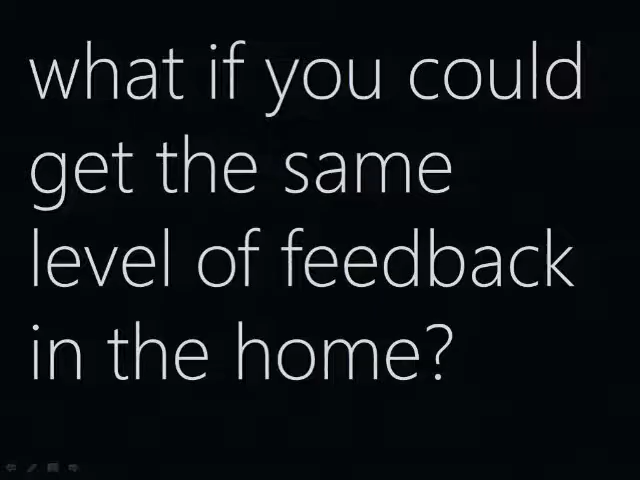 what if you could
get the same
level of feedback
in the home?